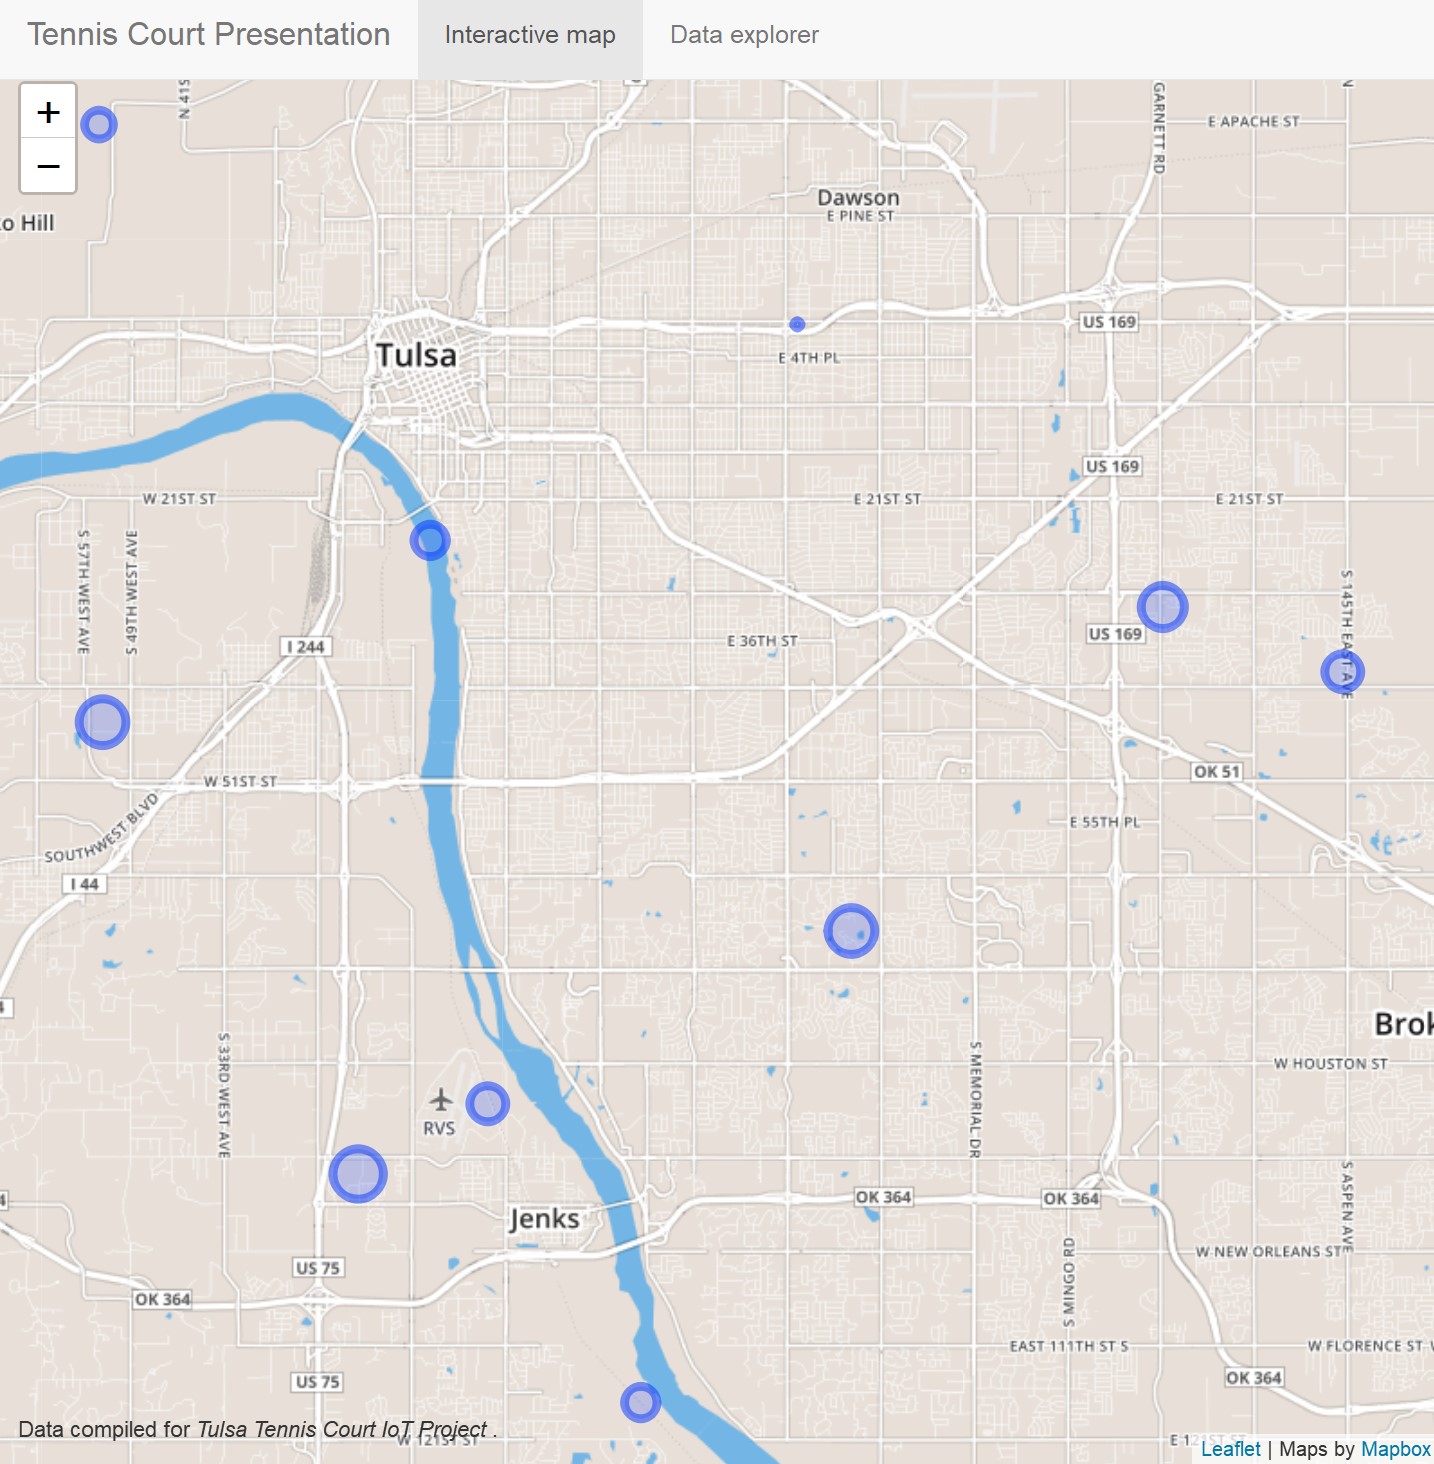 Tennis Court Presentation Interactive map Data explorer
+
−
N 41S
GARNETT RD
N
E APACHE ST
Dawson
E PINE ST
o Hill
US 169
Tulsa
E 4TH PL
US 169
W 21ST ST
E 21ST ST
E 21ST ST
S 57TH WEST AVE
S 49TH WEST AVE
S 145TH EAST AVE
I 244
E 36TH ST
US 169
W 51ST ST
OK 51
SOUTHWEST BLVD
E 55TH PL
I 44
4
Brok
S 33RD WEST AVE
S MEMORIAL DR
W HOUSTON ST
RVS
4
OK 364
OK 364
S ASPEN AVE
Jenks
US 75
S MINGO RD
W NEW ORLEANS ST
OK 364
EAST 111TH ST S
W FLORENCE ST
US 75
OK 364
Data compiled for Tulsa Tennis Court IoT Project .
W 121ST ST
E 121ST ST
Leaflet | Maps by Mapbox